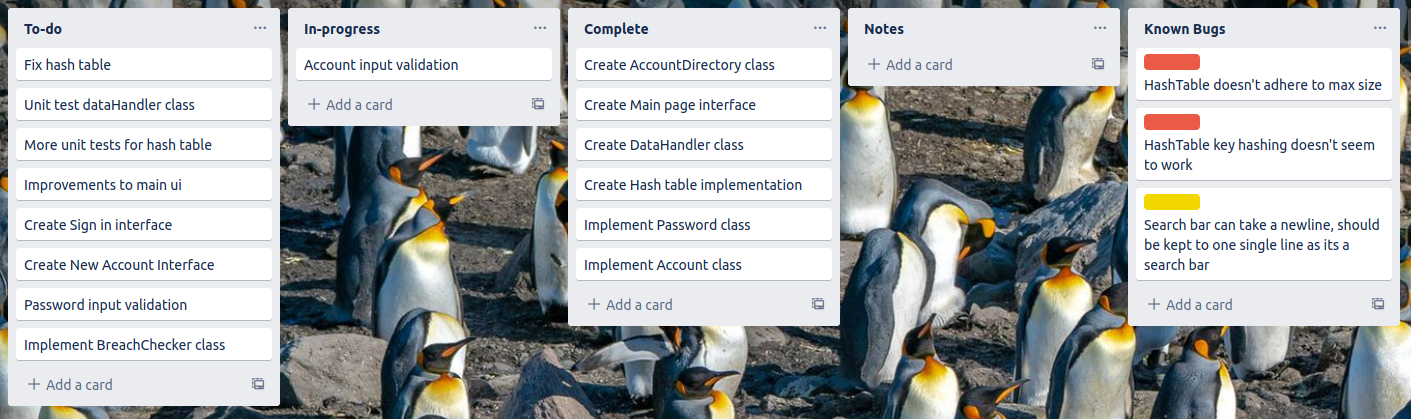 To-do
Fix hash table
Unit test dataHandler class
More unit tests for hash table
Improvements to main ui
Create Sign in interface
Create New Account Interface
Password input validation
Implement BreachChecker class
Add a card
In-progress
Account input validation
Add a card
Complete
Create AccountDirectory class
Create Main page interface
Create DataHandler class
Create Hash table implementation
Implement Password class
Implement Account class
Add a card
Notes
Add a card
Known Bugs
HashTable doesn't adhere to max size
HashTable key hashing doesn't seem
to work
Search bar can take a newline, should
be kept to one single line as its a
search bar
Add a card